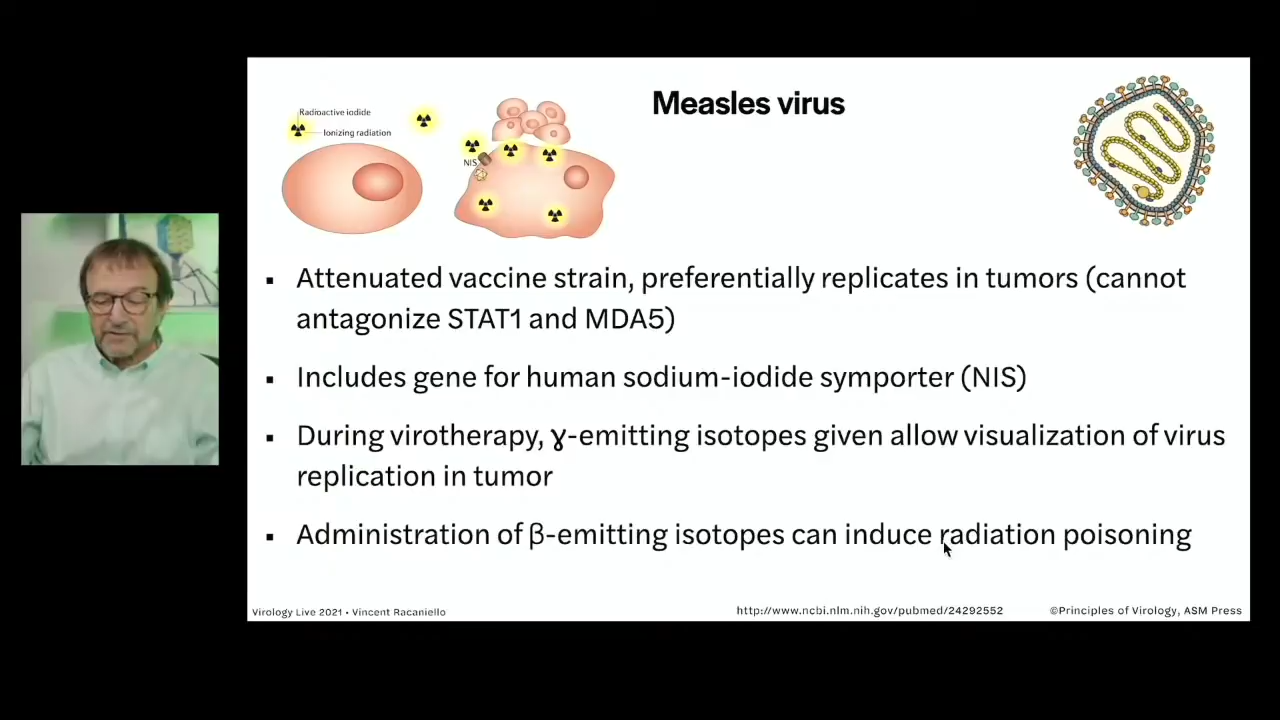 Measles virus
Radioactive iodide
Ionizing radiation
NIS
▪ Attenuated vaccine strain, preferentially replicates in tumors (cannot
antagonize STAT1 and MDA5)
▪ Includes gene for human sodium-iodide symporter (NIS)
▪ During virotherapy, ɣ-emitting isotopes given allow visualization of virus
replication in tumor
▪ Administration of β-emitting isotopes can induce radiation poisoning
Virology Live 2021 • Vincent Racaniello
http://www.ncbi.nlm.nih.gov/pubmed/24292552
©Principles of Virology, ASM Press